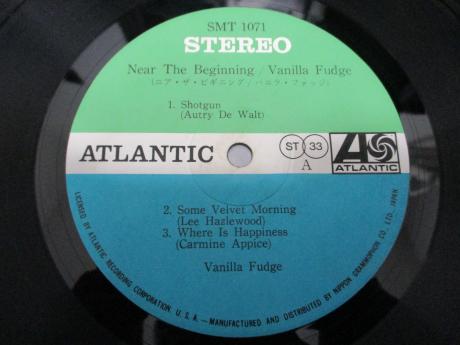 SMT 1071
STEREO
Near The Beginning / Vanilla Fudge
(ニア・ザ・ビギニング / バニラ・ファッジ)
1. Shotgun
(Autry De Walt)
ATLANTIC
ST 33
A
ATLANTIC
2. Some Velvet Morning
(Lee Hazlewood)
3. Where Is Happiness
(Carmine Appice)
Vanilla Fudge
LICENSED BY ATLANTIC RECORDING CORPORATION, U. S. A.—MANUFACTURED AND DISTRIBUTED BY NIPPON GRAMMOPHON CO. LTD., JAPAN